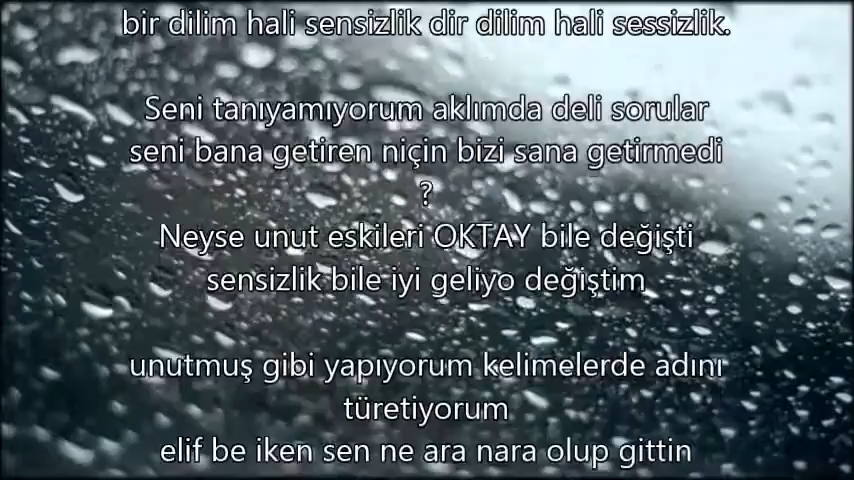 bir dilim hali sensizlik dir dilim hali sessizlik.
Seni tanıyamıyorum aklımda deli sorular
seni bana getiren niçin bizi sana getirmedi
?
Neyse unut eskileri OKTAY bile değişti
sensizlik bile iyi geliyo değiştim
unutmuş gibi yapıyorum kelimelerde adını
türetiyorum
elif be iken sen ne ara nara olup gittin